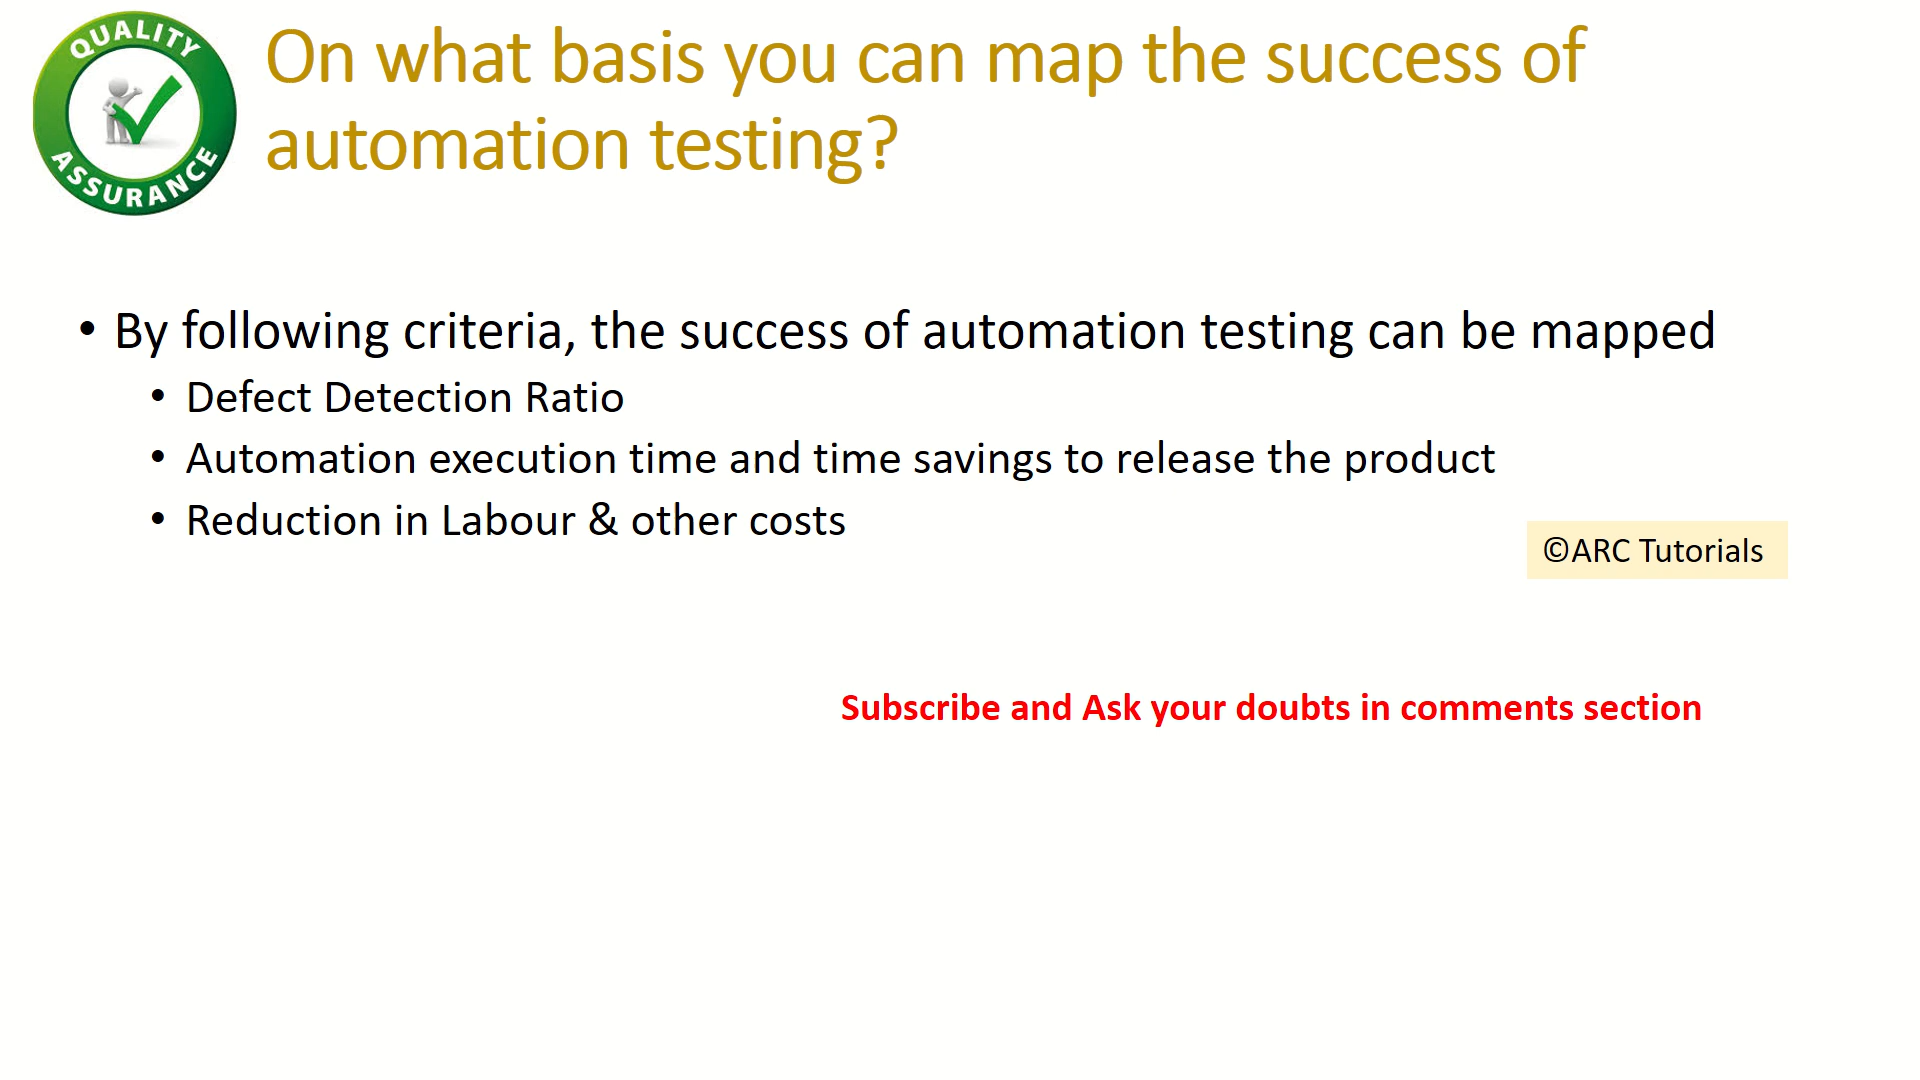 QUALITY
ASSURANCE
On what basis you can map the success of
automation testing?
• By following criteria, the success of automation testing can be mapped
• Defect Detection Ratio
• Automation execution time and time savings to release the product
• Reduction in Labour & other costs
©ARC Tutorials
Subscribe and Ask your doubts in comments section